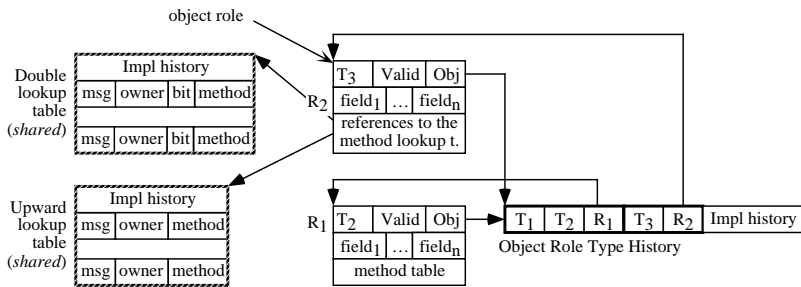 object role
Double
lookup
table
(shared)
Impl history
msg owner bit method
msg owner bit method
R2
T3 Valid Obj
field1 ... fieldn
references to the
method lookup t.
Upward
lookup
table
(shared)
Impl history
msg owner method
msg owner method
R1
T2 Valid Obj
field1 ... fieldn
method table
T1 T2 R1 T3 R2 Impl history
Object Role Type History